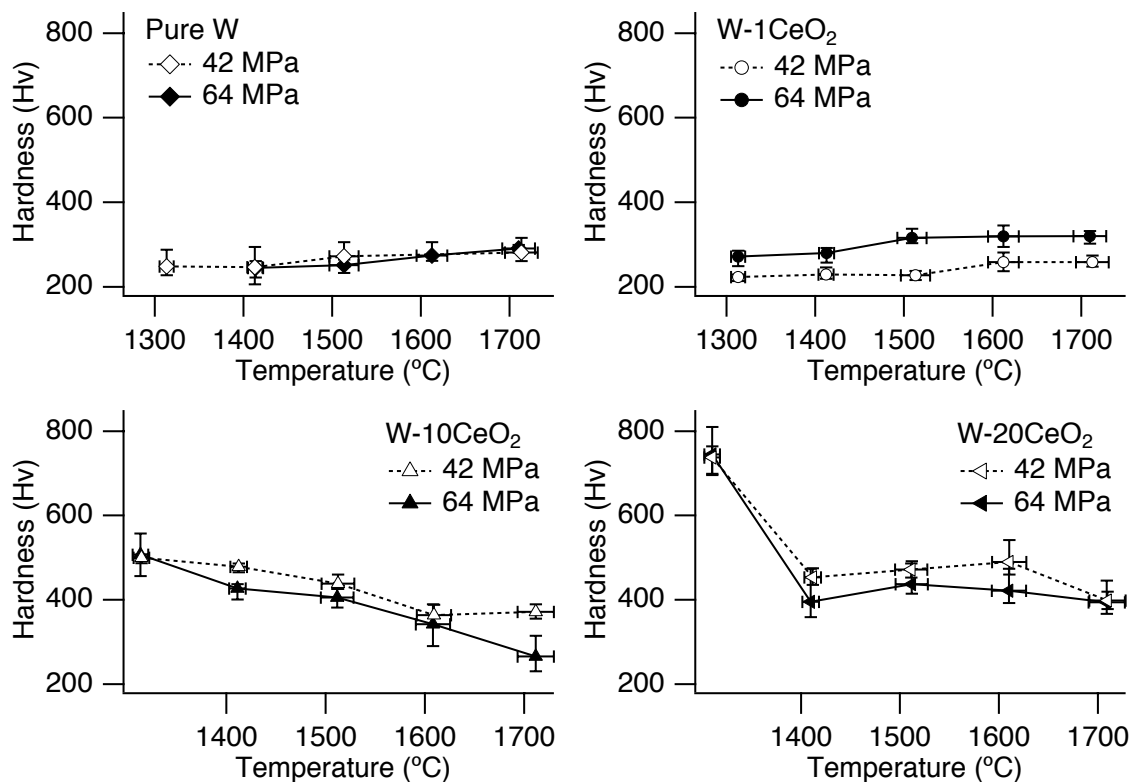 Pure W
42 MPa
64 MPa
800
600
400
200
Hardness (Hv)
1300 1400 1500 1600 1700
Temperature (ºC)
W-1CeO₂
42 MPa
64 MPa
800
600
400
200
Hardness (Hv)
1300 1400 1500 1600 1700
Temperature (ºC)
W-10CeO₂
42 MPa
64 MPa
800
600
400
200
Hardness (Hv)
1400 1500 1600 1700
Temperature (ºC)
W-20CeO₂
42 MPa
64 MPa
800
600
400
200
Hardness (Hv)
1400 1500 1600 1700
Temperature (ºC)